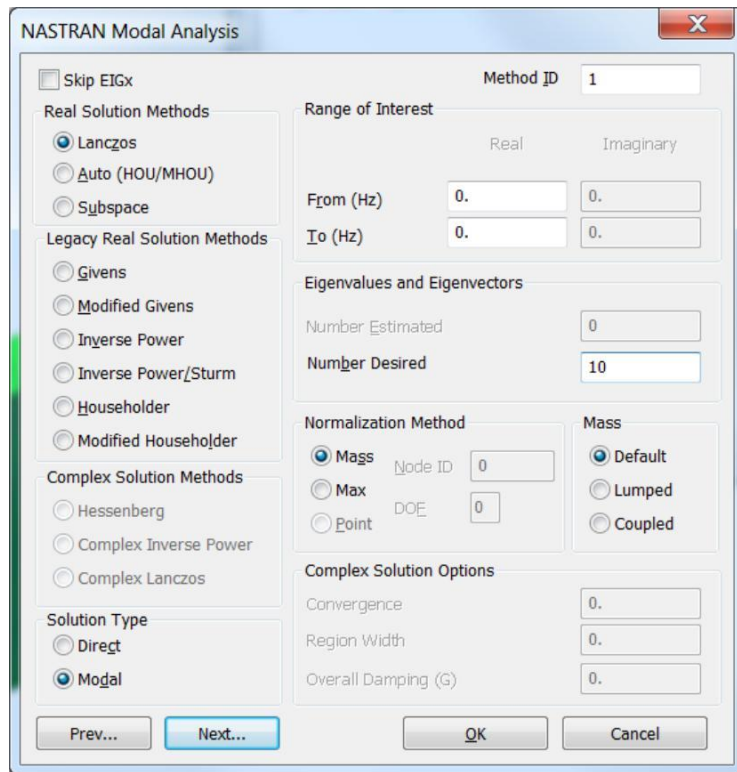 NASTRAN Modal Analysis
Skip EIGx
Method ID 1
Real Solution Methods
Lanczos
Auto (HOU/MHOU)
Subspace
Legacy Real Solution Methods
Givens
Modified Givens
Inverse Power
Inverse Power/Sturm
Householder
Modified Householder
Complex Solution Methods
Hessenberg
Complex Inverse Power
Complex Lanczos
Solution Type
Direct
Modal
Range of Interest
Real Imaginary
From (Hz) 0. 0.
To (Hz) 0. 0.
Eigenvalues and Eigenvectors
Number Estimated 0
Number Desired 10
Normalization Method
Mass
Max
Point
Node ID 0
DOF 0
Mass
Default
Lumped
Coupled
Complex Solution Options
Convergence 0.
Region Width 0.
Overall Damping (G) 0.
Prev... Next... OK Cancel